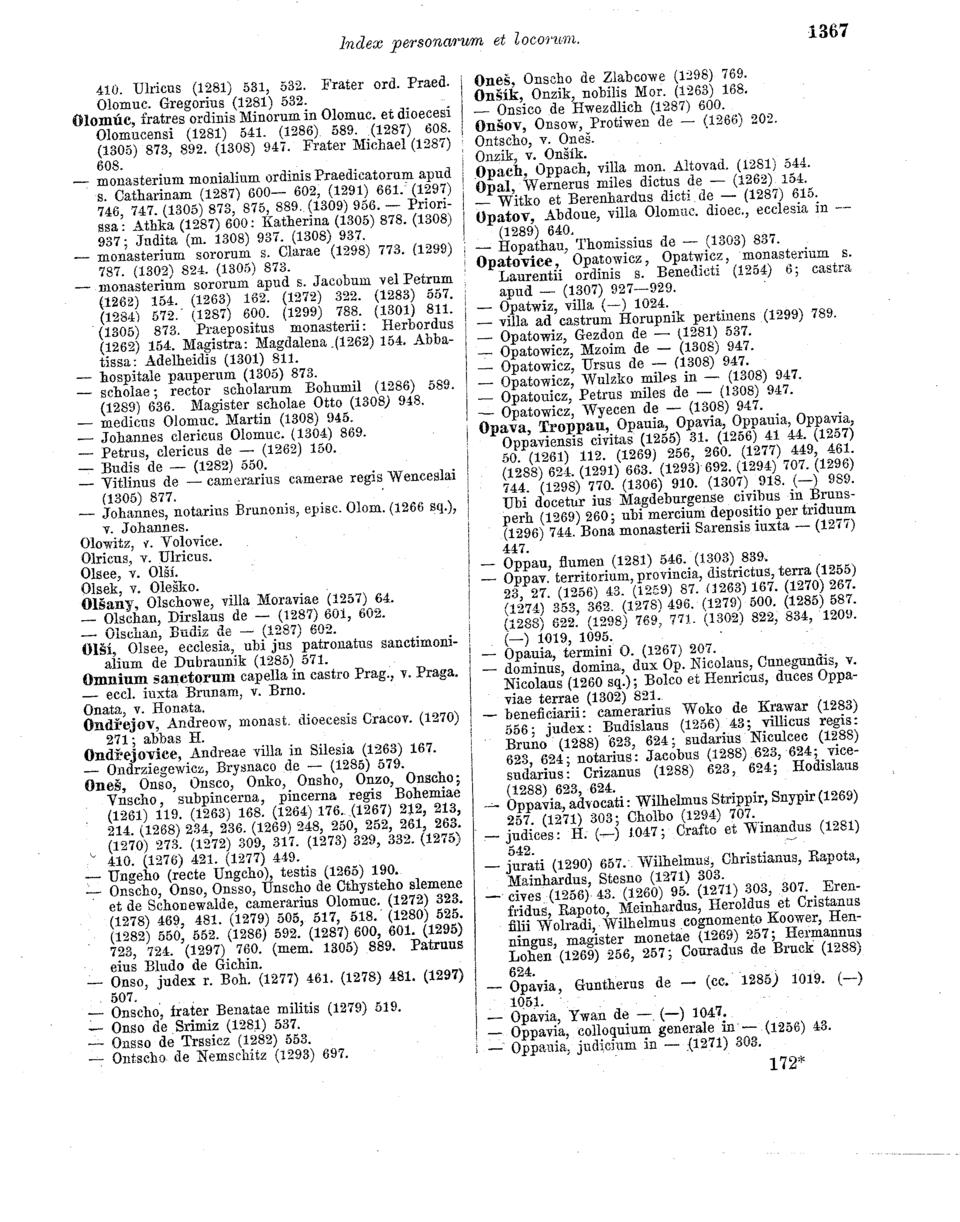 Index personarum et locorum.
1367
410. Ulricus (1281) 531, 532. Frater ord. Praed.
Olomuc. Gregorius (1281) 532.
Olomúc, fratres ordinis Minorum in Olomuc. et dioecesi
Olomucensi (1281) 541. (1286) 589. (1287) 608.
(1305) 873, 892. (1308) 947. Frater Michael (1287)
608.
— monasterium monialium ordinis Praedicatorum apud
s. Catharinam (1287) 600— 602, (1291) 661. (1297)
746, 747. (1305) 873, 875, 889. (1309) 956. — Priori-
ssa: Athka (1287) 600: Katherina (1305) 878. (1308)
937; Judita (m. 1308) 937. (1308) 937.
— monasterium sororum s. Clarae (1298) 773. (1299)
787. (1302) 824. (1305) 873.
— monasterium sororum apud s. Jacobum vel Petrum
(1262) 154. (1263) 162. (1272) 322. (1283) 557.
(1284) 572. (1287) 600. (1299) 788. (1301) 811.
(1305) 873. Praepositus monasterii: Herbordus
(1262) 154. Magistra: Magdalena (1262) 154. Abba-
tissa: Adelheidis (1301) 811.
— hospitale pauperum (1305) 873.
— scholae; rector scholarum Bohumil (1286) 589.
(1289) 636. Magister scholae Otto (1308) 948.
— medicus Olomuc. Martin (1308) 945.
— Johannes clericus Olomuc. (1304) 869.
— Petrus, clericus de — (1262) 150.
— Budis de — (1282) 550.
— Vitlinus de — camerarius camerae regis Wenceslai
(1305) 877.
— Johannes, notarius Brunonis, episc. Olom. (1266 sq.),
v. Johannes.
Olowitz, v. Volovice.
Olricus, v. Ulricus.
Olsee, v. Olší.
Olsek, v. Oleško.
Olšany, Olschowe, villa Moraviae (1257) 64.
— Olschan, Dirslaus de — (1287) 601, 602.
— Olschan, Budiz de — (1287) 602.
Olší, Olsee, ecclesia, ubi jus patronatus sanctimoni-
alium de Dubraunik (1285) 571.
Omnium sanctorum capella in castro Prag., v. Praga.
— eccl. iuxta Brunam, v. Brno.
Onata, v. Honata.
Ondřejov, Andreow, monast. dioecesis Cracov. (1270)
271; abbas H.
Ondřejovice, Andreae villa in Silesia (1263) 167.
— Ondrziegewicz, Brysnaco de — (1285) 579.
Oneš, Onso, Onsco, Onko, Onsho, Onzo, Onscho;
Vnscho, subpincerna, pincerna regis Bohemiae
(1261) 119. (1263) 168. (1264) 176. (1267) 212, 213,
214. (1268) 234, 236. (1269) 248, 250, 252, 261, 263.
(1270) 273. (1272) 309, 317. (1273) 329, 332. (1275)
410. (1276) 421. (1277) 449.
— Ungeho (recte Ungcho), testis (1265) 190.
— Onscho, Onso, Onsso, Unscho de Cthysteho slemene
et de Schonewalde, camerarius Olomuc. (1272) 323.
(1278) 469, 481. (1279) 505, 517, 518. (1280) 525.
(1282) 550, 552. (1286) 592. (1287) 600, 601. (1295)
723, 724. (1297) 760. (mem. 1305) 889. Patruus
eius Bludo de Gichin.
— Onso, judex r. Boh. (1277) 461. (1278) 481. (1297)
507.
— Onscho, frater Benatae militis (1279) 519.
— Onso de Srimiz (1281) 537.
— Onsso de Trssicz (1282) 553.
— Ontscho de Nemschitz (1293) 697.
Oneš, Onscho de Zlabcowe (1298) 769.
Onšík, Onzik, nobilis Mor. (1263) 168.
— Onsico de Hwezdlich (1287) 600.
Onšov, Onsow, Protiwen de — (1266) 202.
Ontscho, v. Oneš.
Onzik, v. Onšík.
Opach, Oppach, villa mon. Altovad. (1281) 544.
Opal, Wernerus miles dictus de — (1262) 154.
— Witko et Berenhardus dicti de — (1287) 615.
Opatov, Abdoue, villa Olomuc. dioec., ecclesia in —
(1289) 640.
— Hopathau, Thomissius de — (1303) 837.
Opatovice, Opatowicz, Opatwicz, monasterium s.
Laurentii ordinis s. Benedicti (1254) 6; castra
apud — (1307) 927—929.
— Opatwiz, villa (—) 1024.
— villa ad castrum Horupnik pertinens (1299) 789.
— Opatowiz, Gezdon de — (1281) 537.
— Opatowicz, Mzoim de — (1308) 947.
— Opatowicz, Ursus de — (1308) 947.
— Opatowicz, Wulzko miles in — (1308) 947.
— Opatouicz, Petrus miles de — (1308) 947.
— Opatowicz, Wyecen de — (1308) 947.
Opava, Troppau, Opauia, Opavia, Oppauia, Oppavia,
Oppaviensis civitas (1255) 31. (1256) 41 44. (1257)
50. (1261) 112. (1269) 256, 260. (1277) 449, 461.
(1288) 624. (1291) 663. (1293) 692. (1294) 707. (1296)
744. (1298) 770. (1306) 910. (1307) 918. (—) 989.
Ubi docetur ius Magdeburgense civibus in Bruns-
perh (1269) 260; ubi mercium depositio per triduum
(1296) 744. Bona monasterii Sarensis iuxta — (1277)
447.
— Oppau, flumen (1281) 546. (1303) 839.
— Oppav. territorium, provincia, districtus, terra (1255)
23, 27. (1256) 43. (1259) 87. (1263) 167. (1270) 267.
(1274) 353, 362. (1278) 496. (1279) 500. (1285) 587.
(1288) 622. (1298) 769, 771. (1302) 822, 834, 1209.
(—) 1019, 1095.
— Opauia, termini O. (1267) 207.
— dominus, domina, dux Op. Nicolaus, Cunegundis, v.
Nicolaus (1260 sq.); Bolco et Henricus, duces Oppa-
viae terrae (1302) 821.
— beneficiarii: camerarius Woko de Krawar (1283)
556; judex: Budislaus (1256) 43; villicus regis:
Bruno (1288) 623, 624; sudarius Niculcec (1288)
623, 624; notarius: Jacobus (1288) 623, 624; vice-
sudarius: Crizanus (1288) 623, 624; Hodislaus
(1288) 623, 624.
— Oppavia, advocati: Wilhelmus Strippir, Snypir (1269)
257. (1271) 303; Cholbo (1294) 707.
— judices: H. (—) 1047; Crafto et Winandus (1281)
542.
— jurati (1290) 657. Wilhelmus, Christianus, Rapota,
Mainhardus, Stesno (1271) 303.
— cives (1256) 43. (1260) 95. (1271) 303, 307. Eren-
fridus, Rapoto, Meinhardus, Heroldus et Cristanus
filii Wolradi, Wilhelmus cognomento Koower, Hen-
ningus, magister monetae (1269) 257; Hermannus
Lohen (1269) 256, 257; Couradus de Bruck (1288)
624.
— Opavia, Guntherus de — (cc. 1285) 1019. (—)
1051.
— Opavia, Ywan de — (—) 1047.
— Oppavia, colloquium generale in — (1256) 43.
— Oppauia, judicium in — (1271) 303.
172*